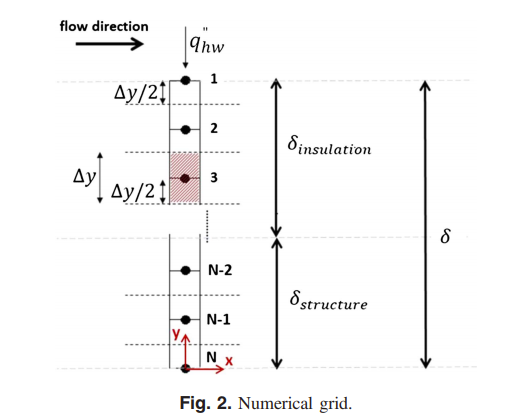 flow direction
q"hw
1
Δy/2
2
δinsulation
Δy
Δy/2
3
δ
N-2
δstructure
N-1
y
N
x
Fig. 2. Numerical grid.